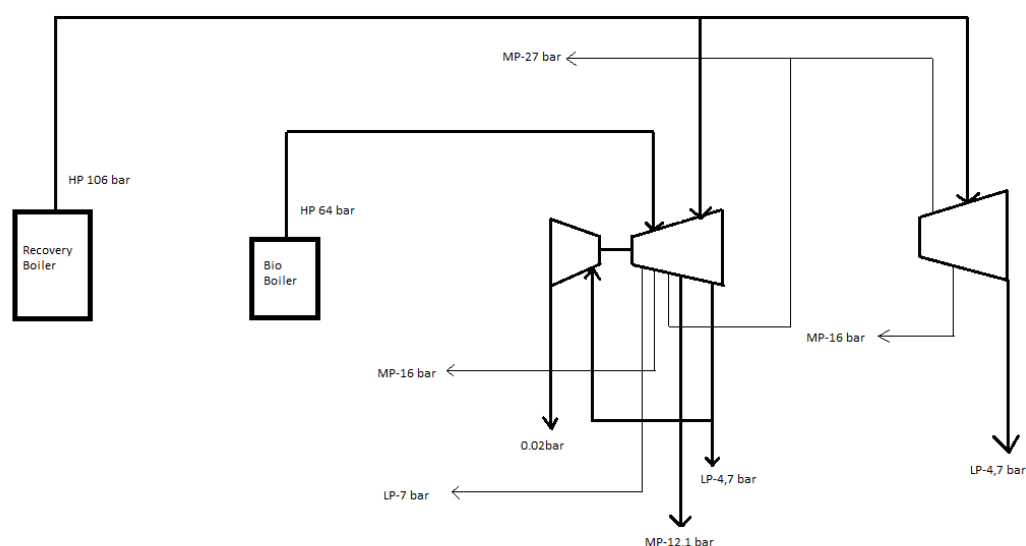 MP-27 bar
HP 106 bar
HP 64 bar
Recovery
Boiler
Bio
Boiler
MP-16 bar
MP-16 bar
0.02bar
LP-4,7 bar
LP-4,7 bar
LP-7 bar
MP-12,1 bar